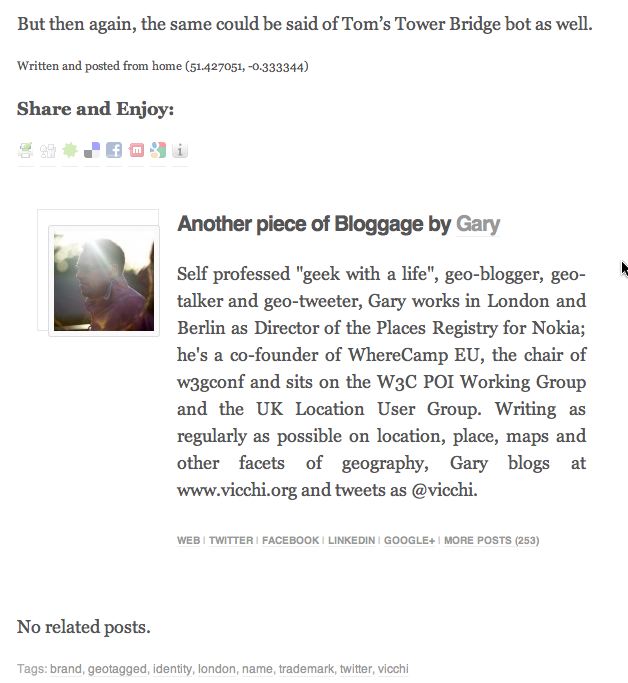 But then again, the same could be said of Tom's Tower Bridge bot as well.
Written and posted from home (51.427051, -0.333344)
Share and Enjoy:
Another piece of Bloggage by Gary
Self professed "geek with a life", geo-blogger, geo-
talker and geo-tweeter, Gary works in London and
Berlin as Director of the Places Registry for Nokia;
he's a co-founder of WhereCamp EU, the chair of
w3gconf and sits on the W3C POI Working Group
and the UK Location User Group. Writing as
regularly as possible on location, place, maps and
other facets of geography, Gary blogs at
www.vicchi.org and tweets as @vicchi.
WEB | TWITTER | FACEBOOK | LINKEDIN | GOOGLE+ | MORE POSTS (253)
No related posts.
Tags: brand, geotagged, identity, london, name, trademark, twitter, vicchi